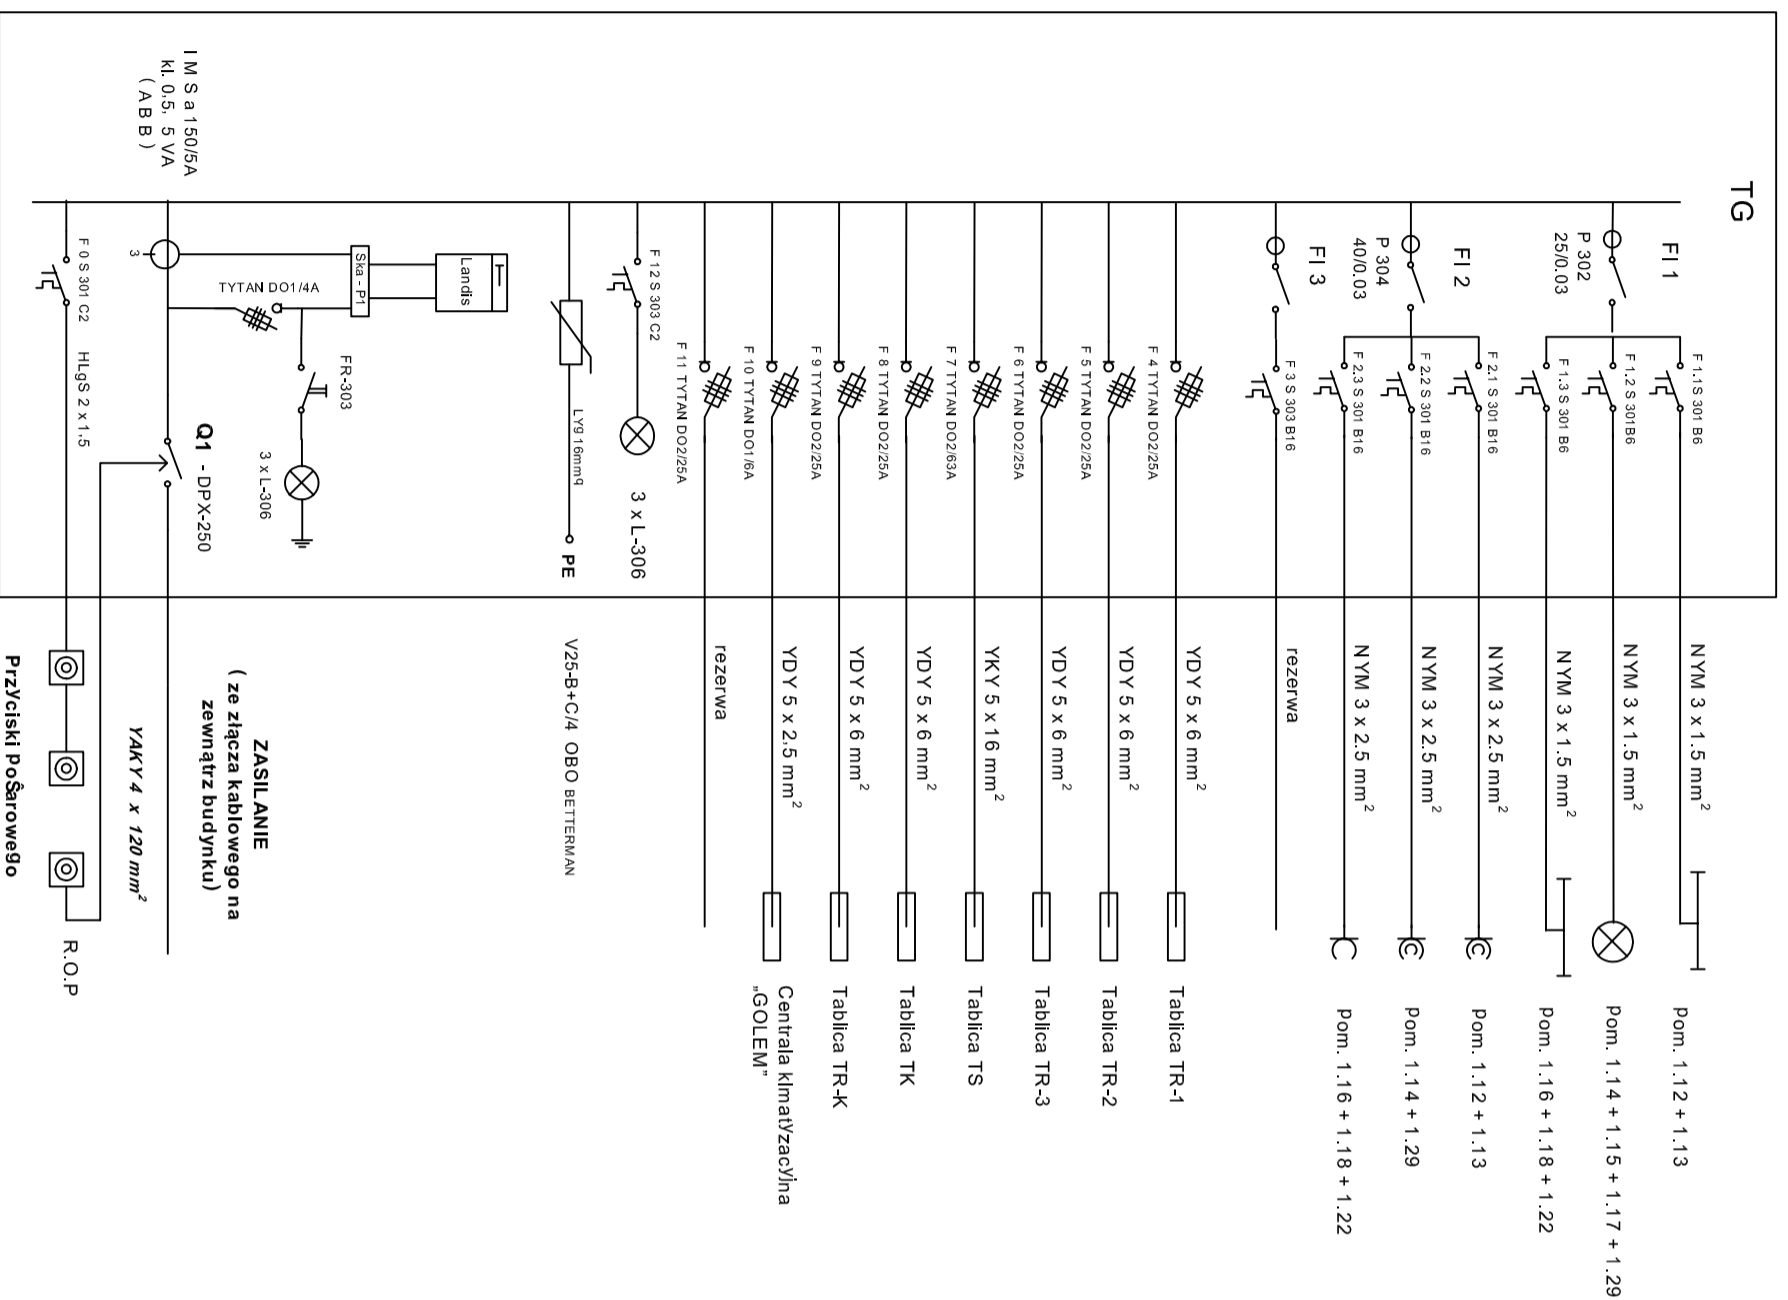 TG
FI 1
P 302
25/0.03
F 1.1S 301 B6
NYM 3 x 1.5 mm²
pom. 1.12 + 1.13
F 1.2 S 301B6
NYM 3 x 1.5 mm²
pom. 1.14 + 1.15 + 1.17 + 1.29
F 1.3 S 301 B6
NYM 3 x 1.5 mm²
pom. 1.16 + 1.18 + 1.22
FI 2
P 304
40/0.03
F 2.1 S 301 B16
NYM 3 x 2.5 mm²
pom. 1.12 + 1.13
F 2.2 S 301 B16
NYM 3 x 2.5 mm²
pom. 1.14 + 1.29
F 2.3 S 301 B16
NYM 3 x 2.5 mm²
pom. 1.16 + 1.18 + 1.22
FI 3
F 3 S 303 B16
rezerwa
F 4 TYTAN DO2/25A
YDY 5 x 6 mm²
Tablica TR-1
F 5 TYTAN DO2/25A
YDY 5 x 6 mm²
Tablica TR-2
F 6 TYTAN DO2/25A
YDY 5 x 6 mm²
Tablica TR-3
F 7 TYTAN DO2/63A
YKY 5 x 16 mm²
Tablica TS
F 8 TYTAN DO2/25A
YDY 5 x 6 mm²
Tablica TK
F 9 TYTAN DO2/25A
YDY 5 x 6 mm²
Tablica TR-K
F 10 TYTAN DO1/6A
YDY 5 x 2,5 mm²
Centrala klmatyzacyjna
„GOLEM”
F 11 TYTAN DO2/25A
rezerwa
F 12 S 303 C2
3 x L-306
LYg 16mmq
PE
V25-B+C/4 OBO BETTERMAN
Landis
Ska - P1
FR-303
3 x L-306
TYTAN DO1/4A
3
I M S a 150/5A
kl. 0,5, 5 VA
( A B B )
Q1 - DPX-250
ZASILANIE
( ze złącza kablowego na
zewnątrz budynku)
YAKY 4 x 120 mm²
F 0 S 301 C2
HLgS 2 x 1,5
R.O.P
Przyciski poŚarowego